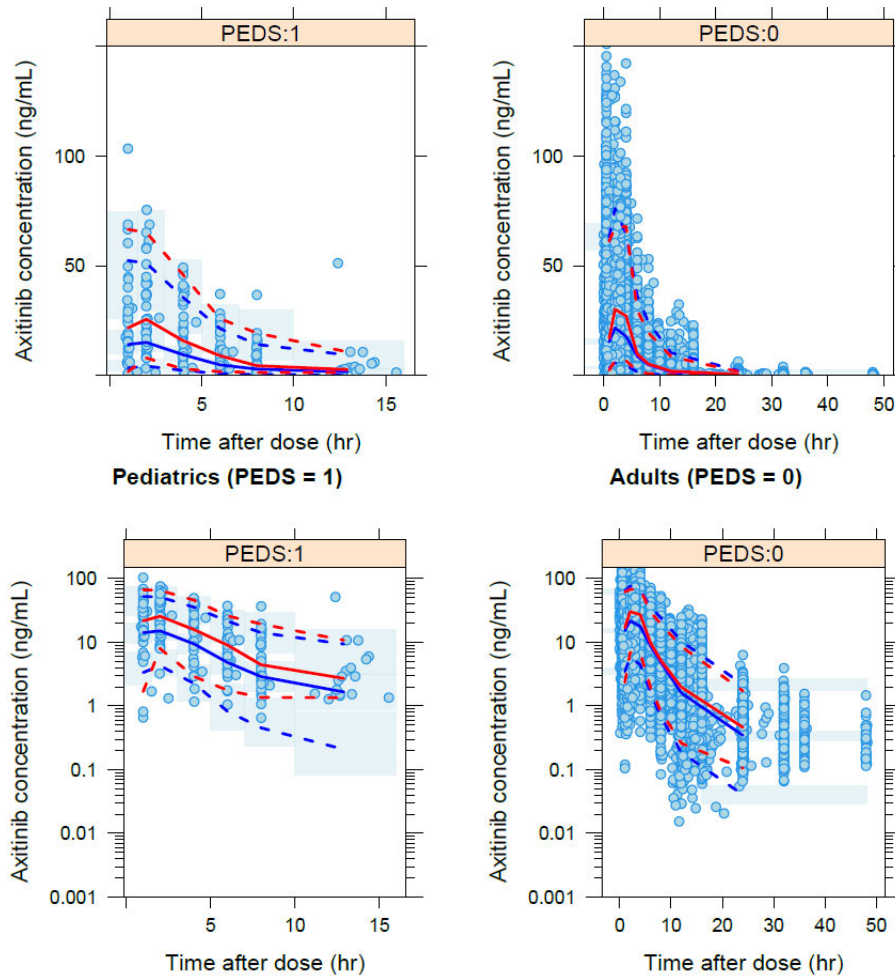 PEDS:1
PEDS:0
Axitinib concentration (ng/mL)
100
50
5
10
15
Time after dose (hr)
Axitinib concentration (ng/mL)
100
50
0
10
20
30
40
50
Time after dose (hr)
Pediatrics (PEDS = 1)
Adults (PEDS = 0)
PEDS:1
PEDS:0
Axitinib concentration (ng/mL)
100
10
1
0.1
0.01
0.001
5
10
15
Time after dose (hr)
Axitinib concentration (ng/mL)
100
10
1
0.1
0.01
0.001
0
10
20
30
40
50
Time after dose (hr)